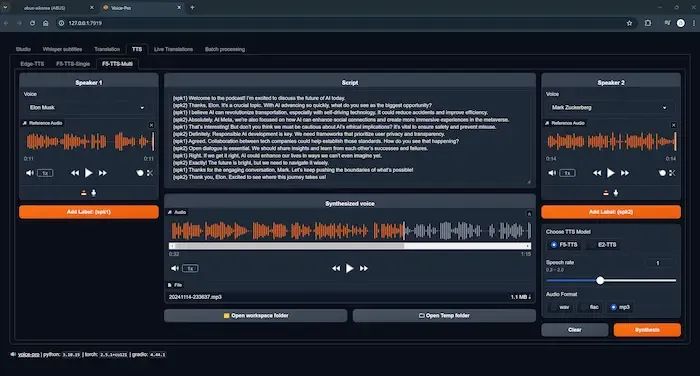 abus-aikorea (ABUS)
Voice-Pro
127.0.0.1:7919
Studio Whisper subtitles Translation TTS Live Translations Batch processing
Edge-TTS F5-TTS-Single F5-TTS-Multi
Speaker 1
Voice
Elon Musk
Reference Audio
0:11 0:11
1x
Add Label: {spk1}
Script
{spk1} Welcome to the podcast! I'm excited to discuss the future of AI today.
{spk2} Thanks, Elon. It's a crucial topic. With AI advancing so quickly, what do you see as the biggest opportunity?
{spk1} I believe AI can revolutionize transportation, especially with self-driving technology. It could reduce accidents and improve efficiency.
{spk2} Absolutely. At Meta, we're also focused on how AI can enhance social connections and create more immersive experiences in the metaverse.
{spk1} That's interesting! But don't you think we must be cautious about AI's ethical implications? It's vital to ensure safety and prevent misuse.
{spk2} Definitely. Responsible AI development is key. We need frameworks that prioritize user privacy and transparency.
{spk1} Agreed. Collaboration between tech companies could help establish those standards. How do you see that happening?
{spk2} Open dialogue is essential. We should share insights and learn from each other's successes and failures.
{spk1} Right. If we get it right, AI could enhance our lives in ways we can't even imagine yet.
{spk2} Exactly! The future is bright, but we need to navigate it wisely.
{spk1} Thanks for the engaging conversation, Mark. Let's keep pushing the boundaries of what's possible!
{spk2} Thank you, Elon. Excited to see where this journey takes us!
Synthesized voice
Audio
0:32 1:15
1x
File
20241114-233637.mp3 1.1 MB ↓
Open workspace folder
Open Temp folder
Speaker 2
Voice
Mark Zuckerberg
Reference Audio
0:14 0:14
1x
Add Label: {spk2}
Choose TTS Model
F5-TTS E2-TTS
Speech rate 1
0.3 ~ 2.0
Audio Format
wav flac mp3
Clear Synthesis
voice-pro | python: 3.10.15 | torch: 2.5.1+cu121 | gradio: 4.44.1